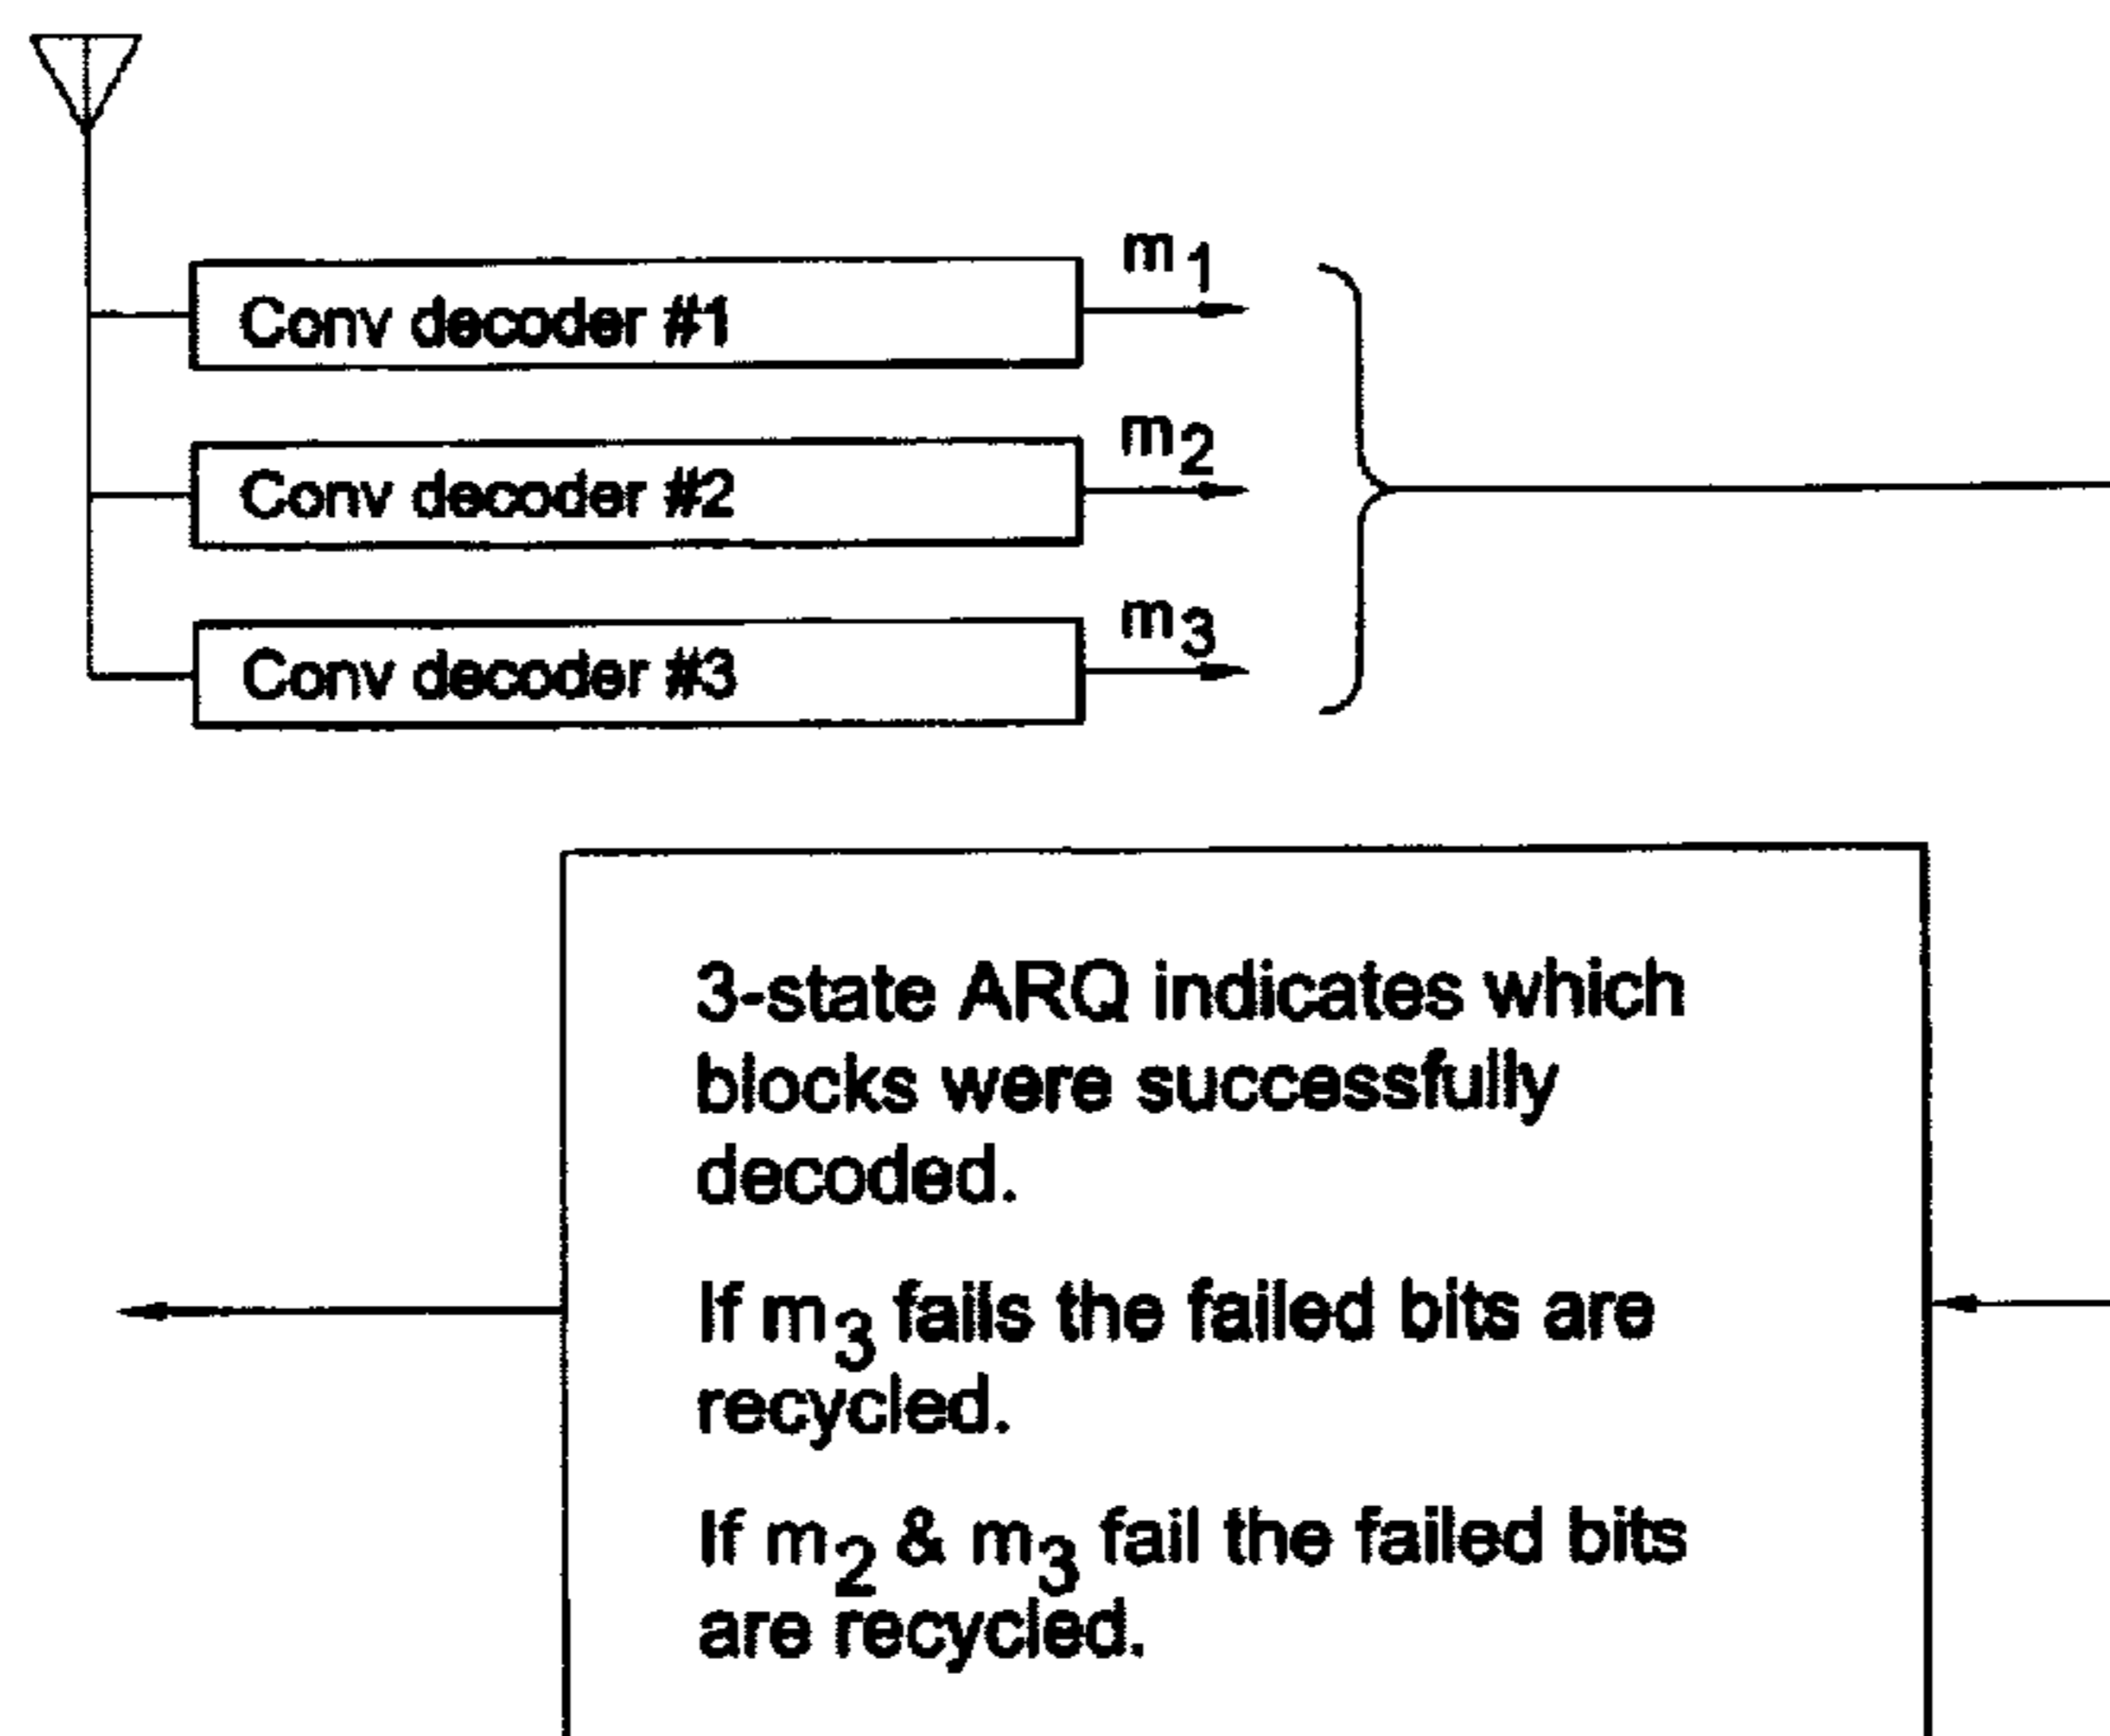 m1
Conv decoder #1
m2
Conv decoder #2
m3
Conv decoder #3
3-state ARQ indicates which
blocks were successfully
decoded.
If m3 fails the failed bits are
recycled.
If m2 & m3 fail the failed bits
are recycled.